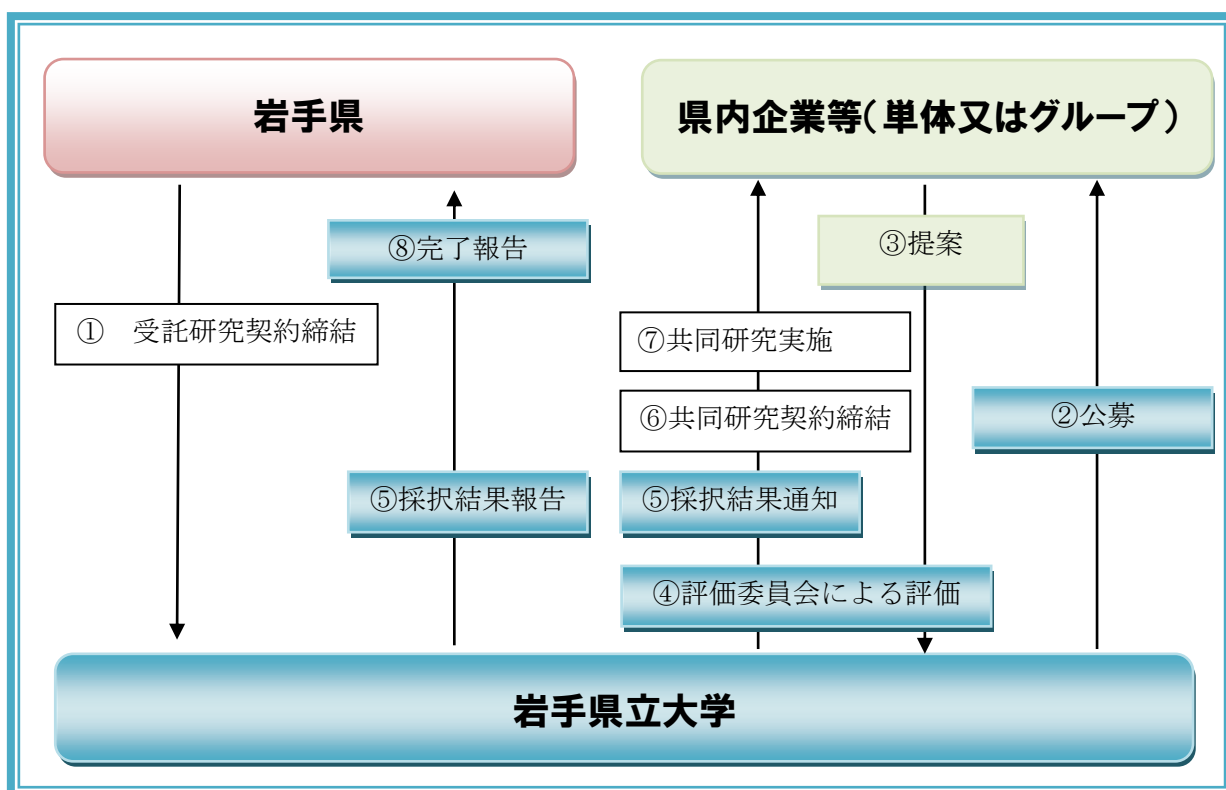 岩手県
県内企業等(単体又はグループ)
⑧完了報告
③提案
① 受託研究契約締結
⑦共同研究実施
⑥共同研究契約締結
②公募
⑤採択結果報告
⑤採択結果通知
④評価委員会による評価
岩手県立大学